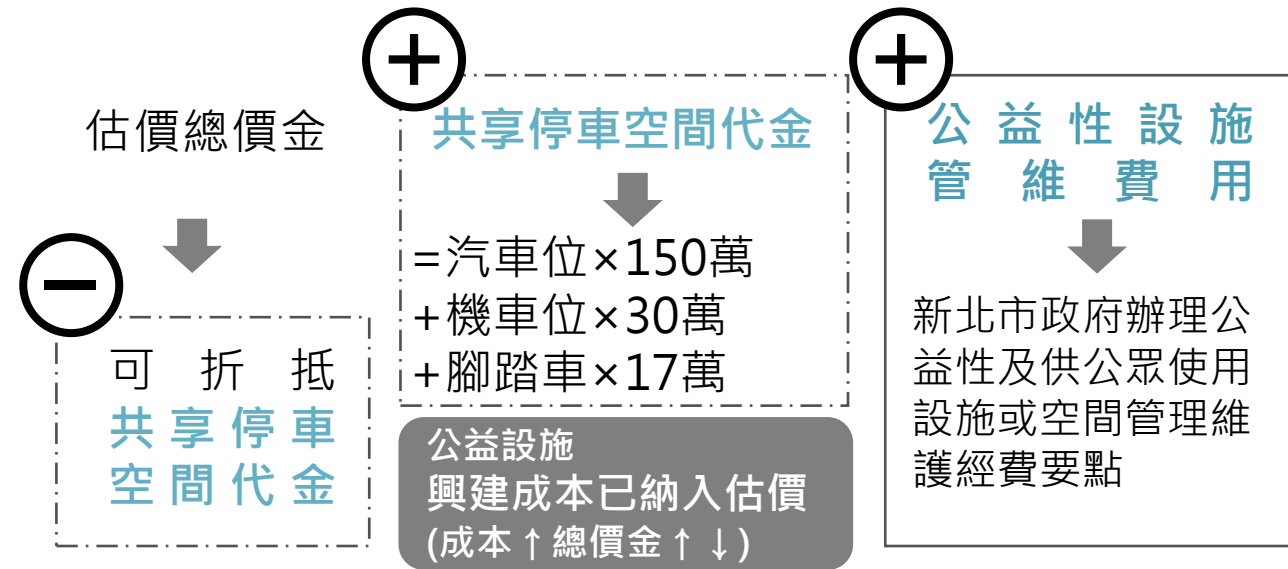 估價總價金
可折抵
共享停車
空間代金
共享停車空間代金
=汽車位×150萬
+機車位×30萬
+腳踏車×17萬
公益設施
興建成本已納入估價
(成本↑總價金↑↓)
公益性設施
管維費用
新北市政府辦理公
益性及供公眾使用
設施或空間管理維
護經費要點